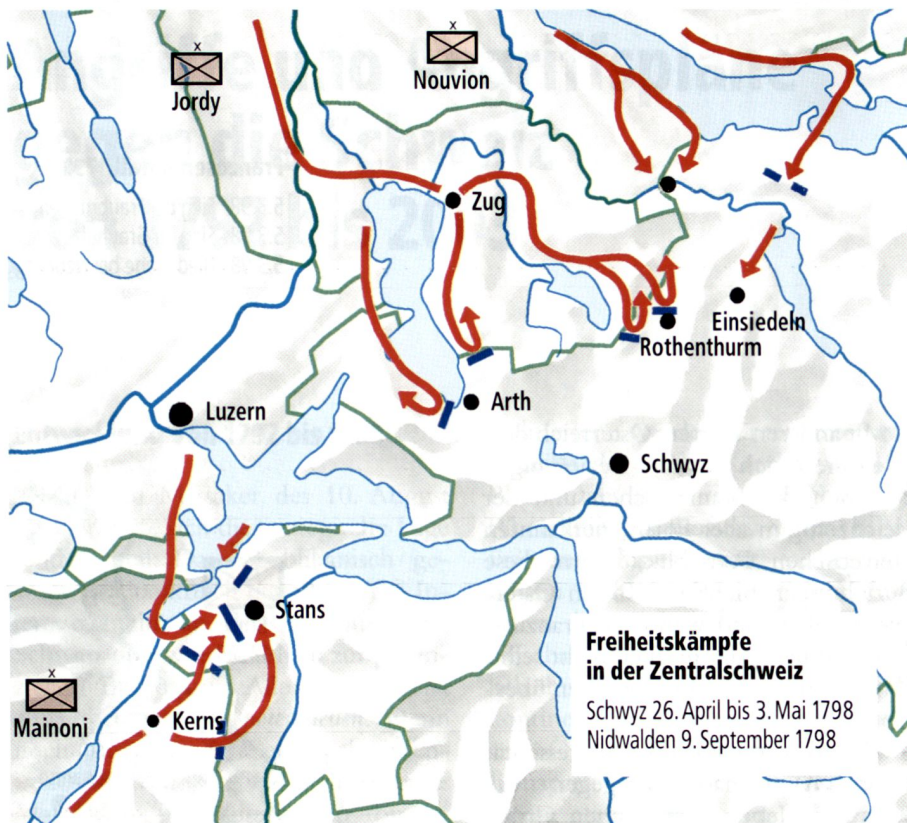 x
Jordy
x
Nouvion
Zug
Einsiedeln
Rothenthurm
Arth
Luzern
Schwyz
Stans
x
Mainoni
Kerns
Freiheitskämpfe
in der Zentralschweiz
Schwyz 26. April bis 3. Mai 1798
Nidwalden 9. September 1798